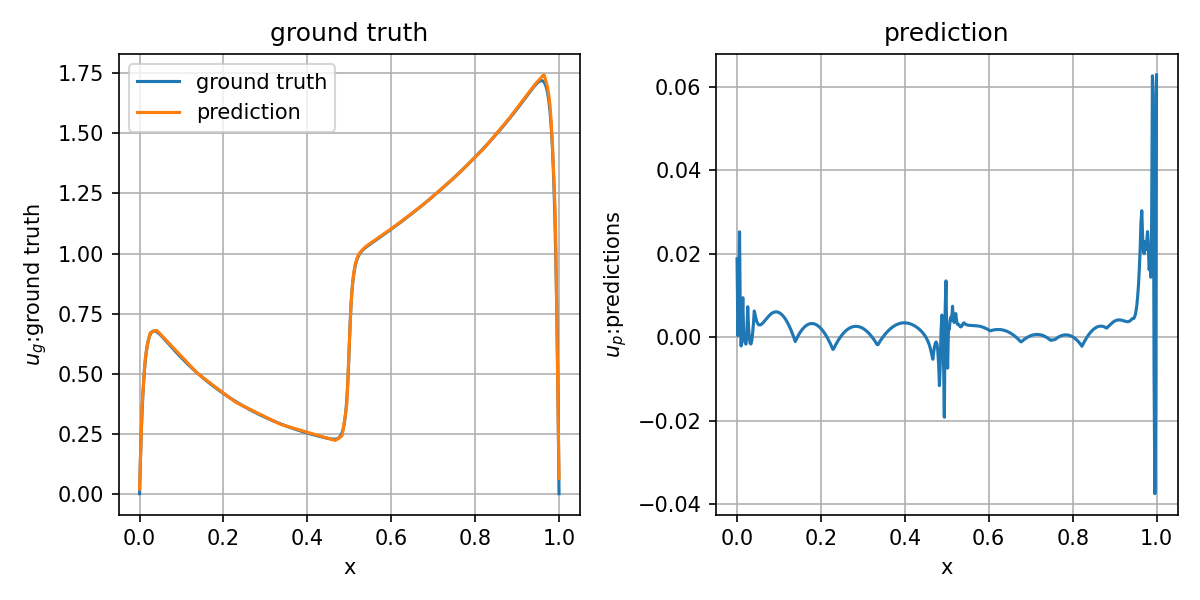 ground truth
ground truth
prediction
1.75
1.50
1.25
1.00
0.75
0.50
0.25
0.00
u_g:ground truth
0.0 0.2 0.4 0.6 0.8 1.0
x
prediction
0.06
0.04
0.02
0.00
−0.02
−0.04
u_p:predictions
0.0 0.2 0.4 0.6 0.8 1.0
x